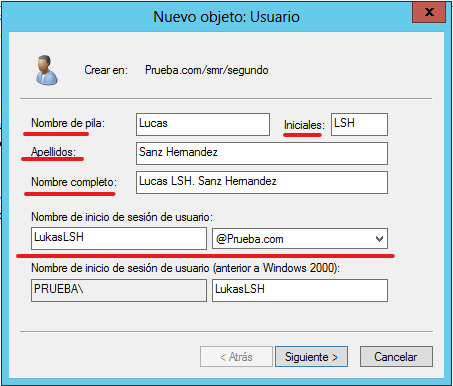 Nuevo objeto: Usuario
Crear en: Prueba.com/smr/segundo
Nombre de pila: Lucas Iniciales: LSH
Apellidos: Sanz Hernandez
Nombre completo: Lucas LSH. Sanz Hernandez
Nombre de inicio de sesión de usuario:
LukasLSH @Prueba.com
Nombre de inicio de sesión de usuario (anterior a Windows 2000):
PRUEBA\ LukasLSH
< Atrás Siguiente > Cancelar